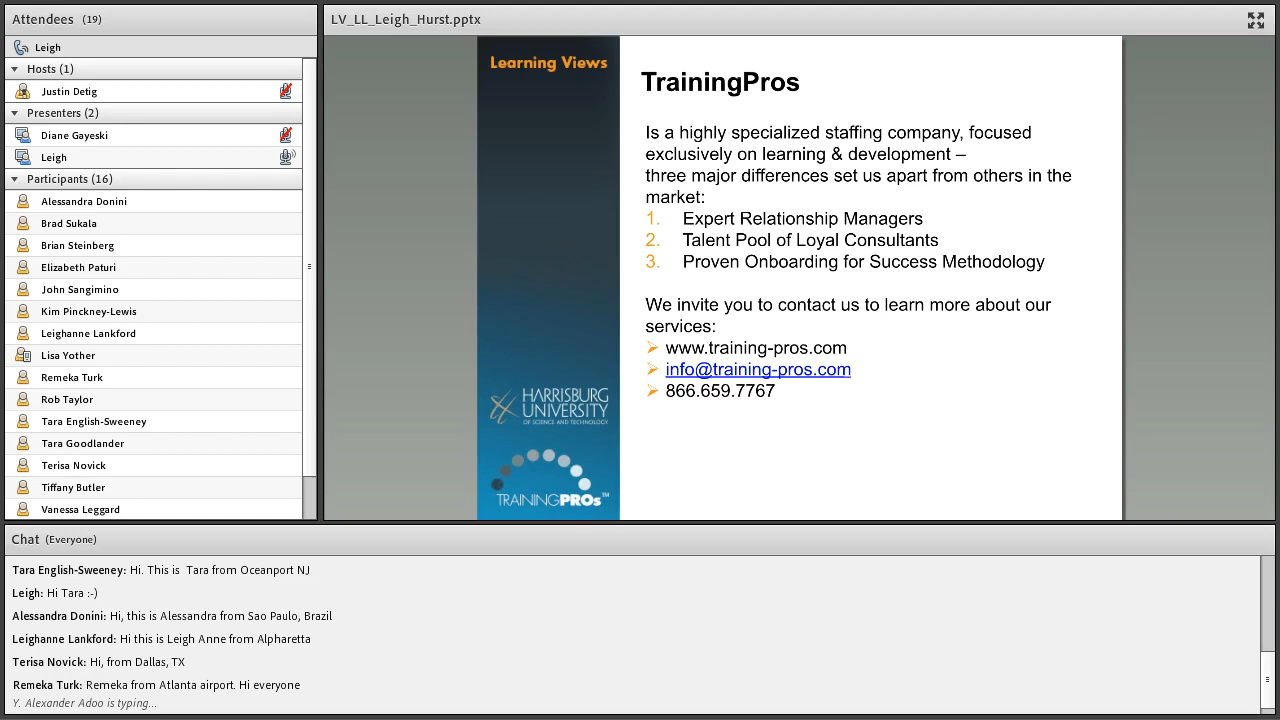 Attendees (19)
Leigh
Hosts (1)
Justin Detig
Presenters (2)
Diane Gayeski
Leigh
Participants (16)
Alessandra Donini
Brad Sukala
Brian Steinberg
Elizabeth Paturi
John Sangimino
Kim Pinckney-Lewis
Leighanne Lankford
Lisa Yother
Remeka Turk
Rob Taylor
Tara English-Sweeney
Tara Goodlander
Terisa Novick
Tiffany Butler
Vanessa Leggard
LV_LL_Leigh_Hurst.pptx
Learning Views
HARRISBURG
UNIVERSITY
OF SCIENCE AND TECHNOLOGY
TRAININGPROs™
TrainingPros
Is a highly specialized staffing company, focused
exclusively on learning & development –
three major differences set us apart from others in the
market:
1. Expert Relationship Managers
2. Talent Pool of Loyal Consultants
3. Proven Onboarding for Success Methodology
We invite you to contact us to learn more about our
services:
➢ www.training-pros.com
➢ info@training-pros.com
➢ 866.659.7767
Chat (Everyone)
Tara English-Sweeney: Hi. This is  Tara from Oceanport NJ
Leigh: Hi Tara :-)
Alessandra Donini: Hi, this is Alessandra from Sao Paulo, Brazil
Leighanne Lankford: Hi this is Leigh Anne from Alpharetta
Terisa Novick: Hi, from Dallas, TX
Remeka Turk: Remeka from Atlanta airport. Hi everyone
Y. Alexander Adoo is typing...